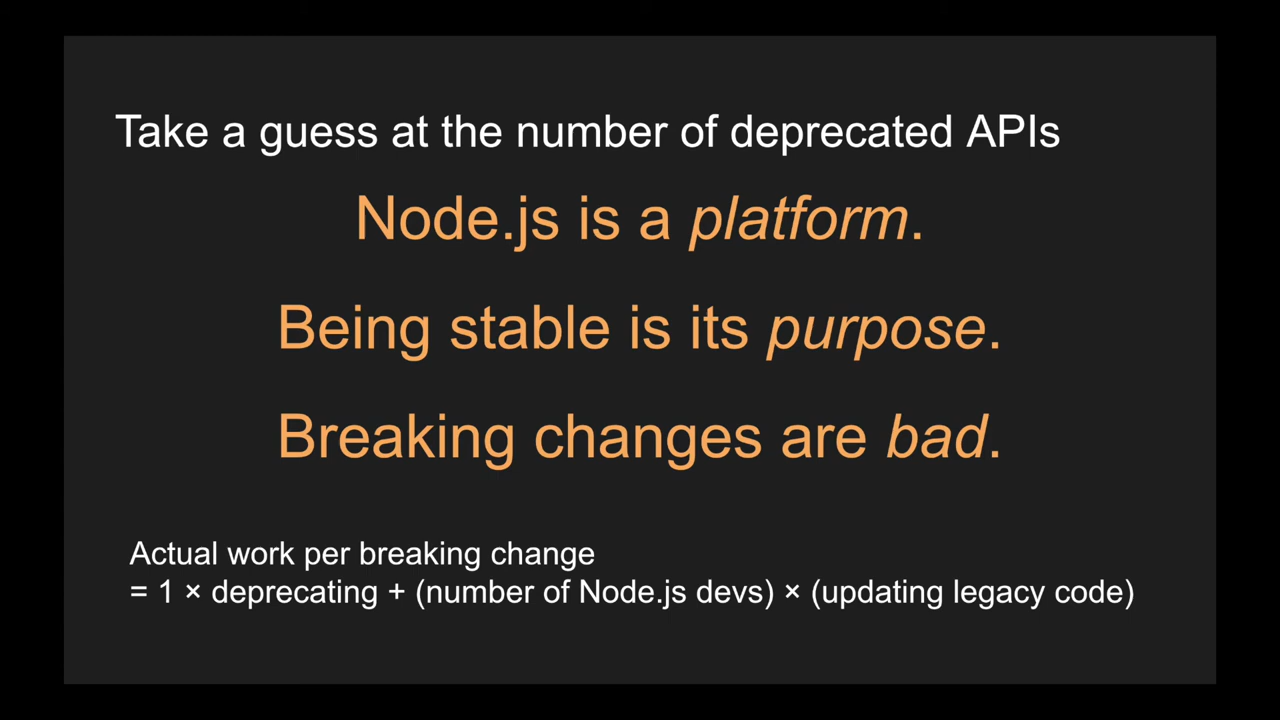 Take a guess at the number of deprecated APIs
Node.js is a platform.
Being stable is its purpose.
Breaking changes are bad.
Actual work per breaking change
= 1 × deprecating + (number of Node.js devs) × (updating legacy code)